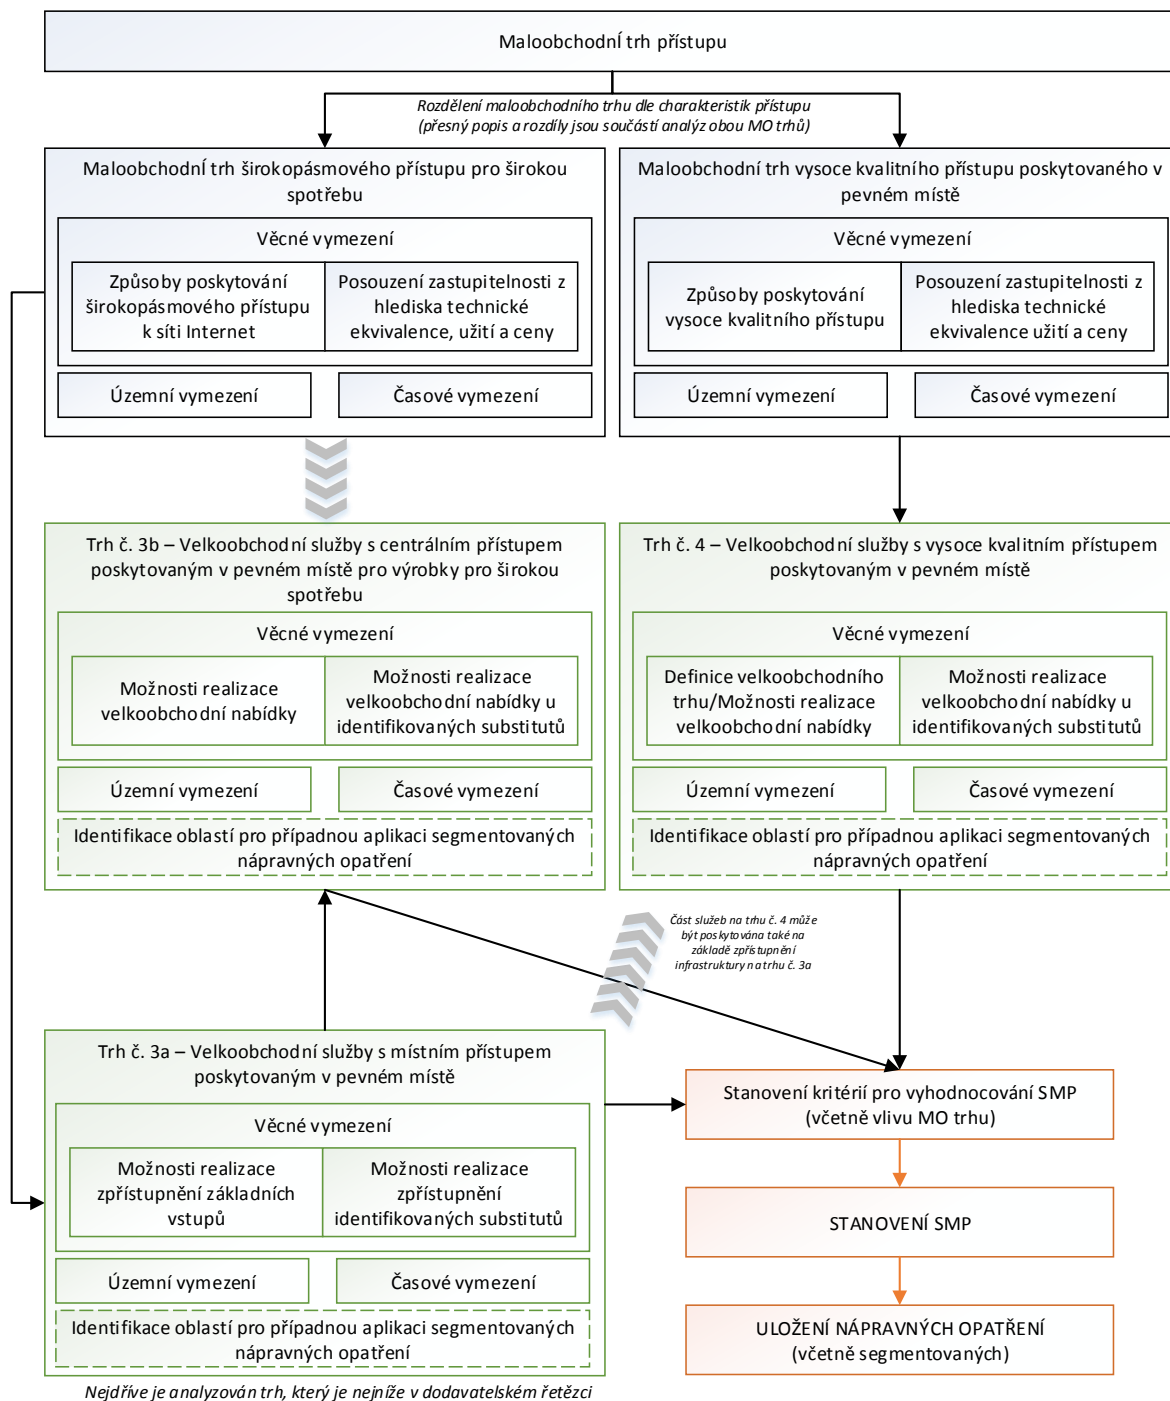 Maloobchodní trh přístupu
Rozdělení maloobchodního trhu dle charakteristik přístupu
(přesný popis a rozdíly jsou součástí analýz obou MO trhů)
Maloobchodní trh širokopásmového přístupu pro širokou
spotřebu
Věcné vymezení
Způsoby poskytování
širokopásmového přístupu
k síti Internet
Posouzení zastupitelnosti z
hlediska technické
ekvivalence, užití a ceny
Územní vymezení
Časové vymezení
Maloobchodní trh vysoce kvalitního přístupu poskytovaného v
pevném místě
Věcné vymezení
Způsoby poskytování
vysoce kvalitního přístupu
Posouzení zastupitelnosti z
hlediska technické
ekvivalence užití a ceny
Územní vymezení
Časové vymezení
Trh č. 3b – Velkoobchodní služby s centrálním přístupem
poskytovaným v pevném místě pro výrobky pro širokou
spotřebu
Věcné vymezení
Možnosti realizace
velkoobchodní nabídky
Možnosti realizace
velkoobchodní nabídky u
identifikovaných substitutů
Územní vymezení
Časové vymezení
Identifikace oblastí pro případnou aplikaci segmentovaných
nápravných opatření
Trh č. 4 – Velkoobchodní služby s vysoce kvalitním přístupem
poskytovaným v pevném místě
Věcné vymezení
Definice velkoobchodního
trhu/Možnosti realizace
velkoobchodní nabídky
Možnosti realizace
velkoobchodní nabídky u
identifikovaných substitutů
Územní vymezení
Časové vymezení
Identifikace oblastí pro případnou aplikaci segmentovaných
nápravných opatření
Část služeb na trhu č. 4 může
být poskytována také na
základě zpřístupnění
infrastruktury na trhu č. 3a
Trh č. 3a – Velkoobchodní služby s místním přístupem
poskytovaným v pevném místě
Věcné vymezení
Možnosti realizace
zpřístupnění základních
vstupů
Možnosti realizace
zpřístupnění
identifikovaných substitutů
Územní vymezení
Časové vymezení
Identifikace oblastí pro případnou aplikaci segmentovaných
nápravných opatření
Nejdříve je analyzován trh, který je nejníže v dodavatelském řetězci
Stanovení kritérií pro vyhodnocování SMP
(včetně vlivu MO trhu)
STANOVENÍ SMP
ULOŽENÍ NÁPRAVNÝCH OPATŘENÍ
(včetně segmentovaných)